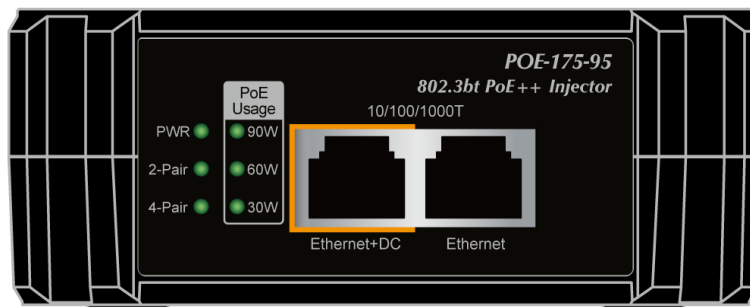 POE-175-95
802.3bt PoE++ Injector
10/100/1000T
PoE
Usage
PWR
90W
2-Pair
60W
4-Pair
30W
Ethernet+DC
Ethernet